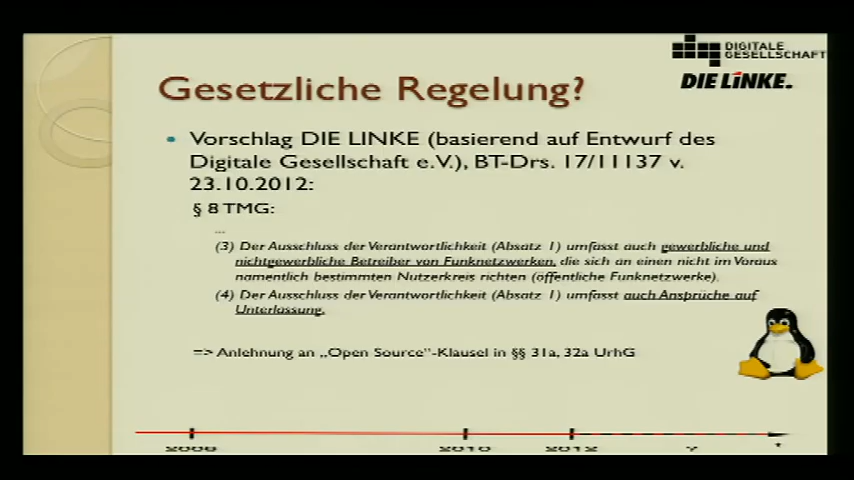 DIGITALE
GESELLSCHAFT
DIE LINKE.
Gesetzliche Regelung?
• Vorschlag DIE LINKE (basierend auf Entwurf des
Digitale Gesellschaft e.V.), BT-Drs. 17/11137 v.
23.10.2012:
§ 8 TMG:
...
(3) Der Ausschluss der Verantwortlichkeit (Absatz 1) umfasst auch gewerbliche und
nichtgewerbliche Betreiber von Funknetzwerken, die sich an einen nicht im Voraus
namentlich bestimmten Nutzerkreis richten (öffentliche Funknetzwerke).
(4) Der Ausschluss der Verantwortlichkeit (Absatz 1) umfasst auch Ansprüche auf
Unterlassung.
=> Anlehnung an „Open Source"-Klausel in §§ 31a, 32a UrhG
2010 2012 ?